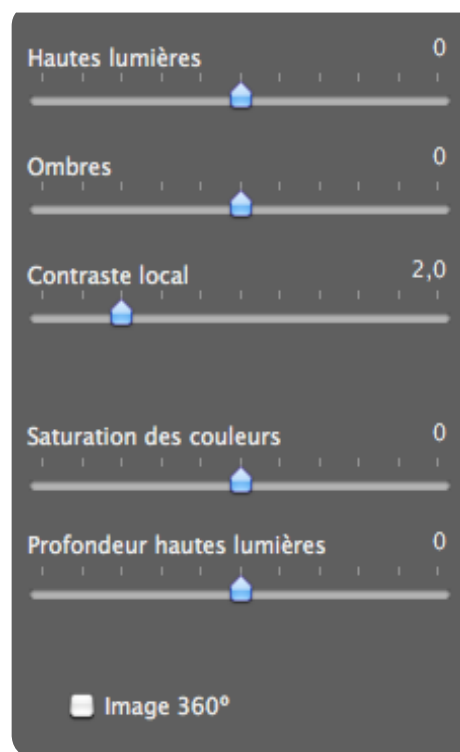 Hautes lumières 0
Ombres 0
Contraste local 2,0
Saturation des couleurs 0
Profondeur hautes lumières 0
Image 360º